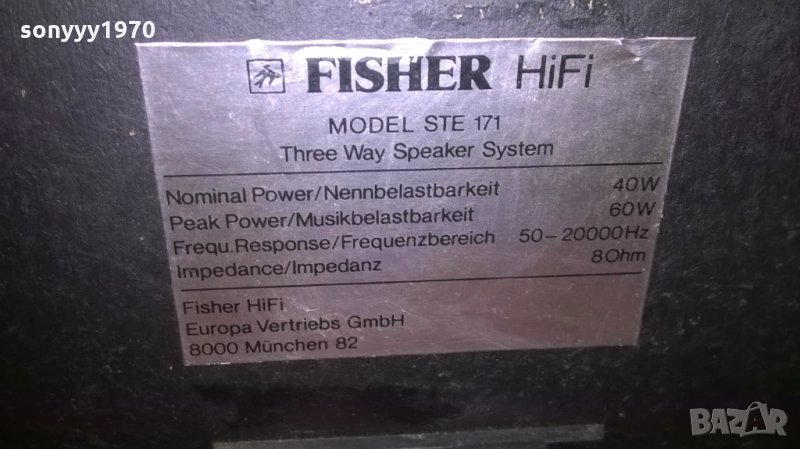 sonyyy1970
FISHER HiFi
MODEL STE 171
Three Way Speaker System
Nominal Power/Nennbelastbarkeit 40W
Peak Power/Musikbelastbarkeit 60W
Frequ.Response/Frequenzbereich 50-20000Hz
Impedance/Impedanz 8Ohm
Fisher HiFi
Europa Vertriebs GmbH
8000 München 82
BAZAR